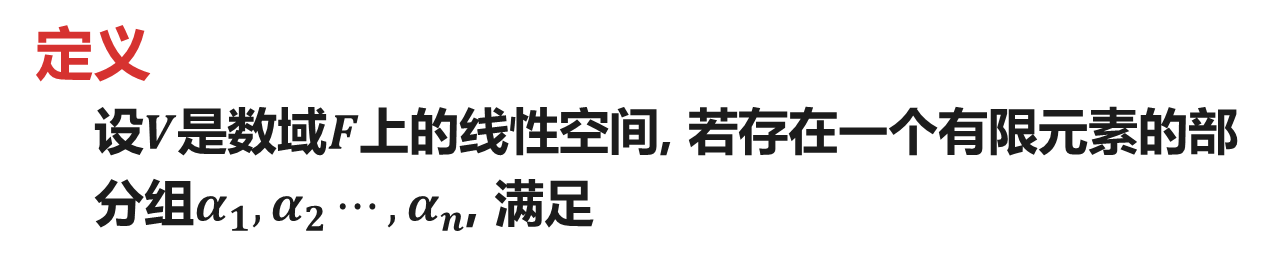 定义
设V是数域F上的线性空间, 若存在一个有限元素的部
分组α₁, α₂ ⋯, αₙ, 满足